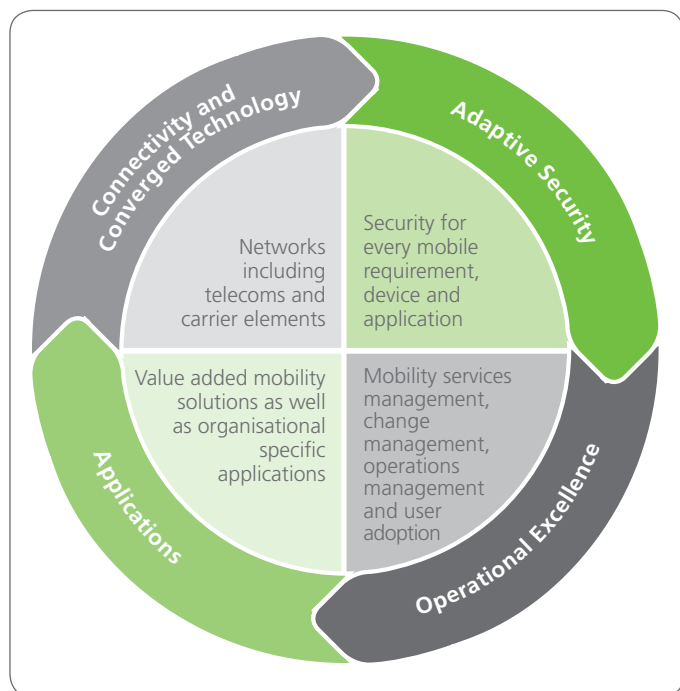 Connectivity and
Converged Technology
Adaptive Security
Networks
including
telecoms and
carrier elements
Security for
every mobile
requirement,
device and
application
Value added mobility
solutions as well
as organisational
specific
applications
Mobility services
management,
change
management,
operations
management
and user
adoption
Applications
Operational Excellence